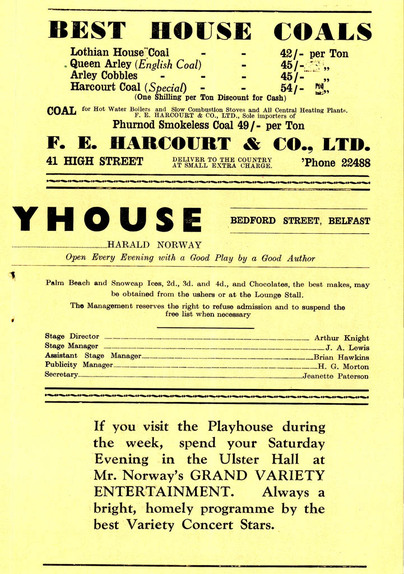 BEST HOUSE COALS
Lothian House Coal - - 42/- per Ton
Queen Arley (English Coal) - 45/- „
Arley Cobbles - - 45/- „
Harcourt Coal (Special) - 54/- „
(One Shilling per Ton Discount for Cash)
COAL for Hot Water Boilers and Slow Combustion Stoves and All Central Heating Plants.
F. E. HARCOURT & CO., LTD., Sole importers of
Phurnod Smokeless Coal 49/- per Ton
F. E. HARCOURT & CO., LTD.
41 HIGH STREET DELIVER TO THE COUNTRY AT SMALL EXTRA CHARGE. 'Phone 22488
YHOUSE BEDFORD STREET, BELFAST
HARALD NORWAY
Open Every Evening with a Good Play by a Good Author
Palm Beach and Snowcap Ices, 2d., 3d. and 4d., and Chocolates, the best makes, may
be obtained from the ushers or at the Lounge Stall.
The Management reserves the right to refuse admission and to suspend the
free list when necessary
Stage Director Arthur Knight
Stage Manager J. A. Lewis
Assistant Stage Manager Brian Hawkins
Publicity Manager H. G. Morton
Secretary Jeanette Paterson
If you visit the Playhouse during
the week, spend your Saturday
Evening in the Ulster Hall at
Mr. Norway's GRAND VARIETY
ENTERTAINMENT. Always a
bright, homely programme by the
best Variety Concert Stars.